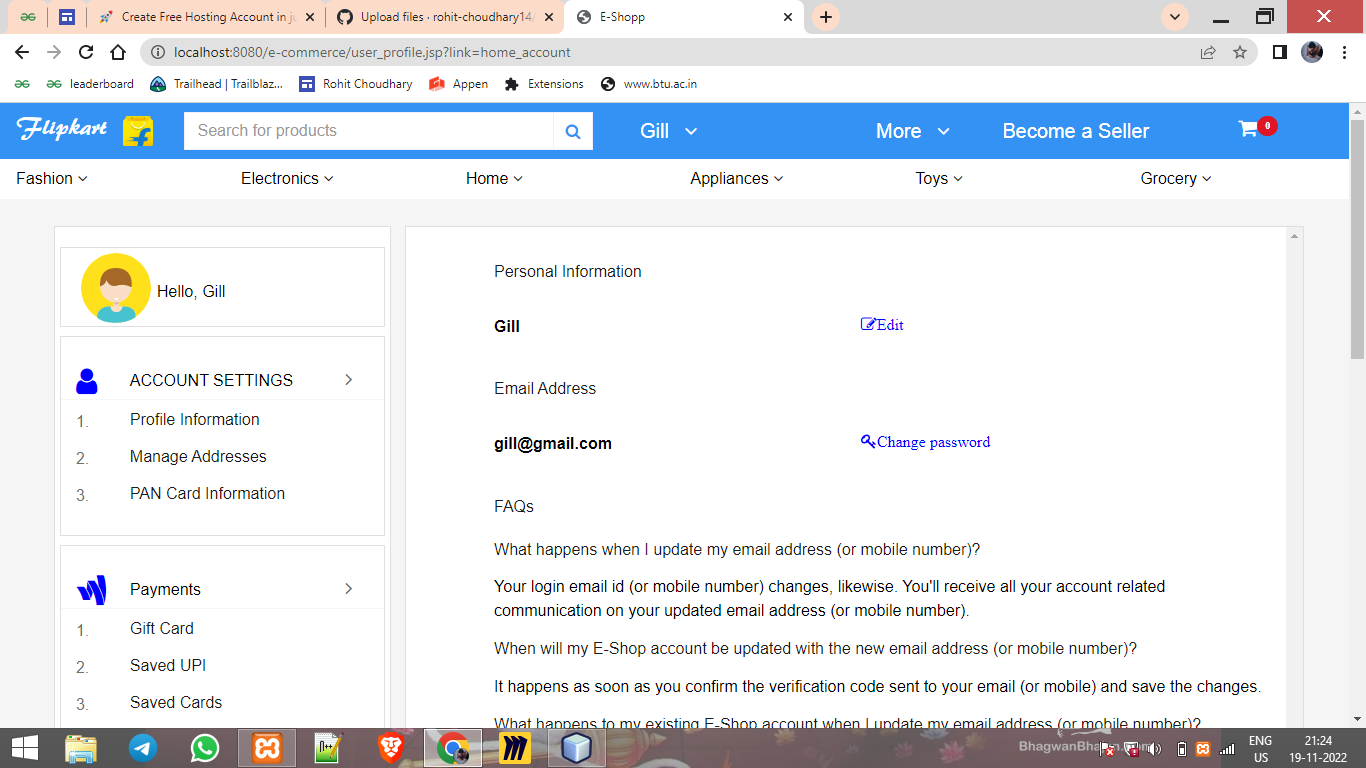 Create Free Hosting Account in ju
Upload files · rohit-choudhary14/
E-Shopp
localhost:8080/e-commerce/user_profile.jsp?link=home_account
leaderboard
Trailhead | Trailblaz...
Rohit Choudhary
Appen
Extensions
www.btu.ac.in
Flipkart
Search for products
Gill
More
Become a Seller
0
Fashion
Electronics
Home
Appliances
Toys
Grocery
Hello, Gill
ACCOUNT SETTINGS
1. Profile Information
2. Manage Addresses
3. PAN Card Information
Payments
1. Gift Card
2. Saved UPI
3. Saved Cards
Personal Information
Gill
Edit
Email Address
gill@gmail.com
Change password
FAQs
What happens when I update my email address (or mobile number)?
Your login email id (or mobile number) changes, likewise. You'll receive all your account related
communication on your updated email address (or mobile number).
When will my E-Shop account be updated with the new email address (or mobile number)?
It happens as soon as you confirm the verification code sent to your email (or mobile) and save the changes.
What happens to my existing E-Shop account when I update my email address (or mobile number)?
ENG
US
21:24
19-11-2022